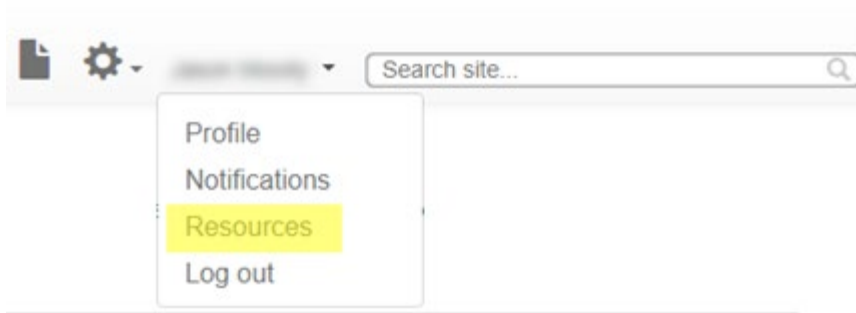 Search site...
Profile
Notifications
Resources
Log out